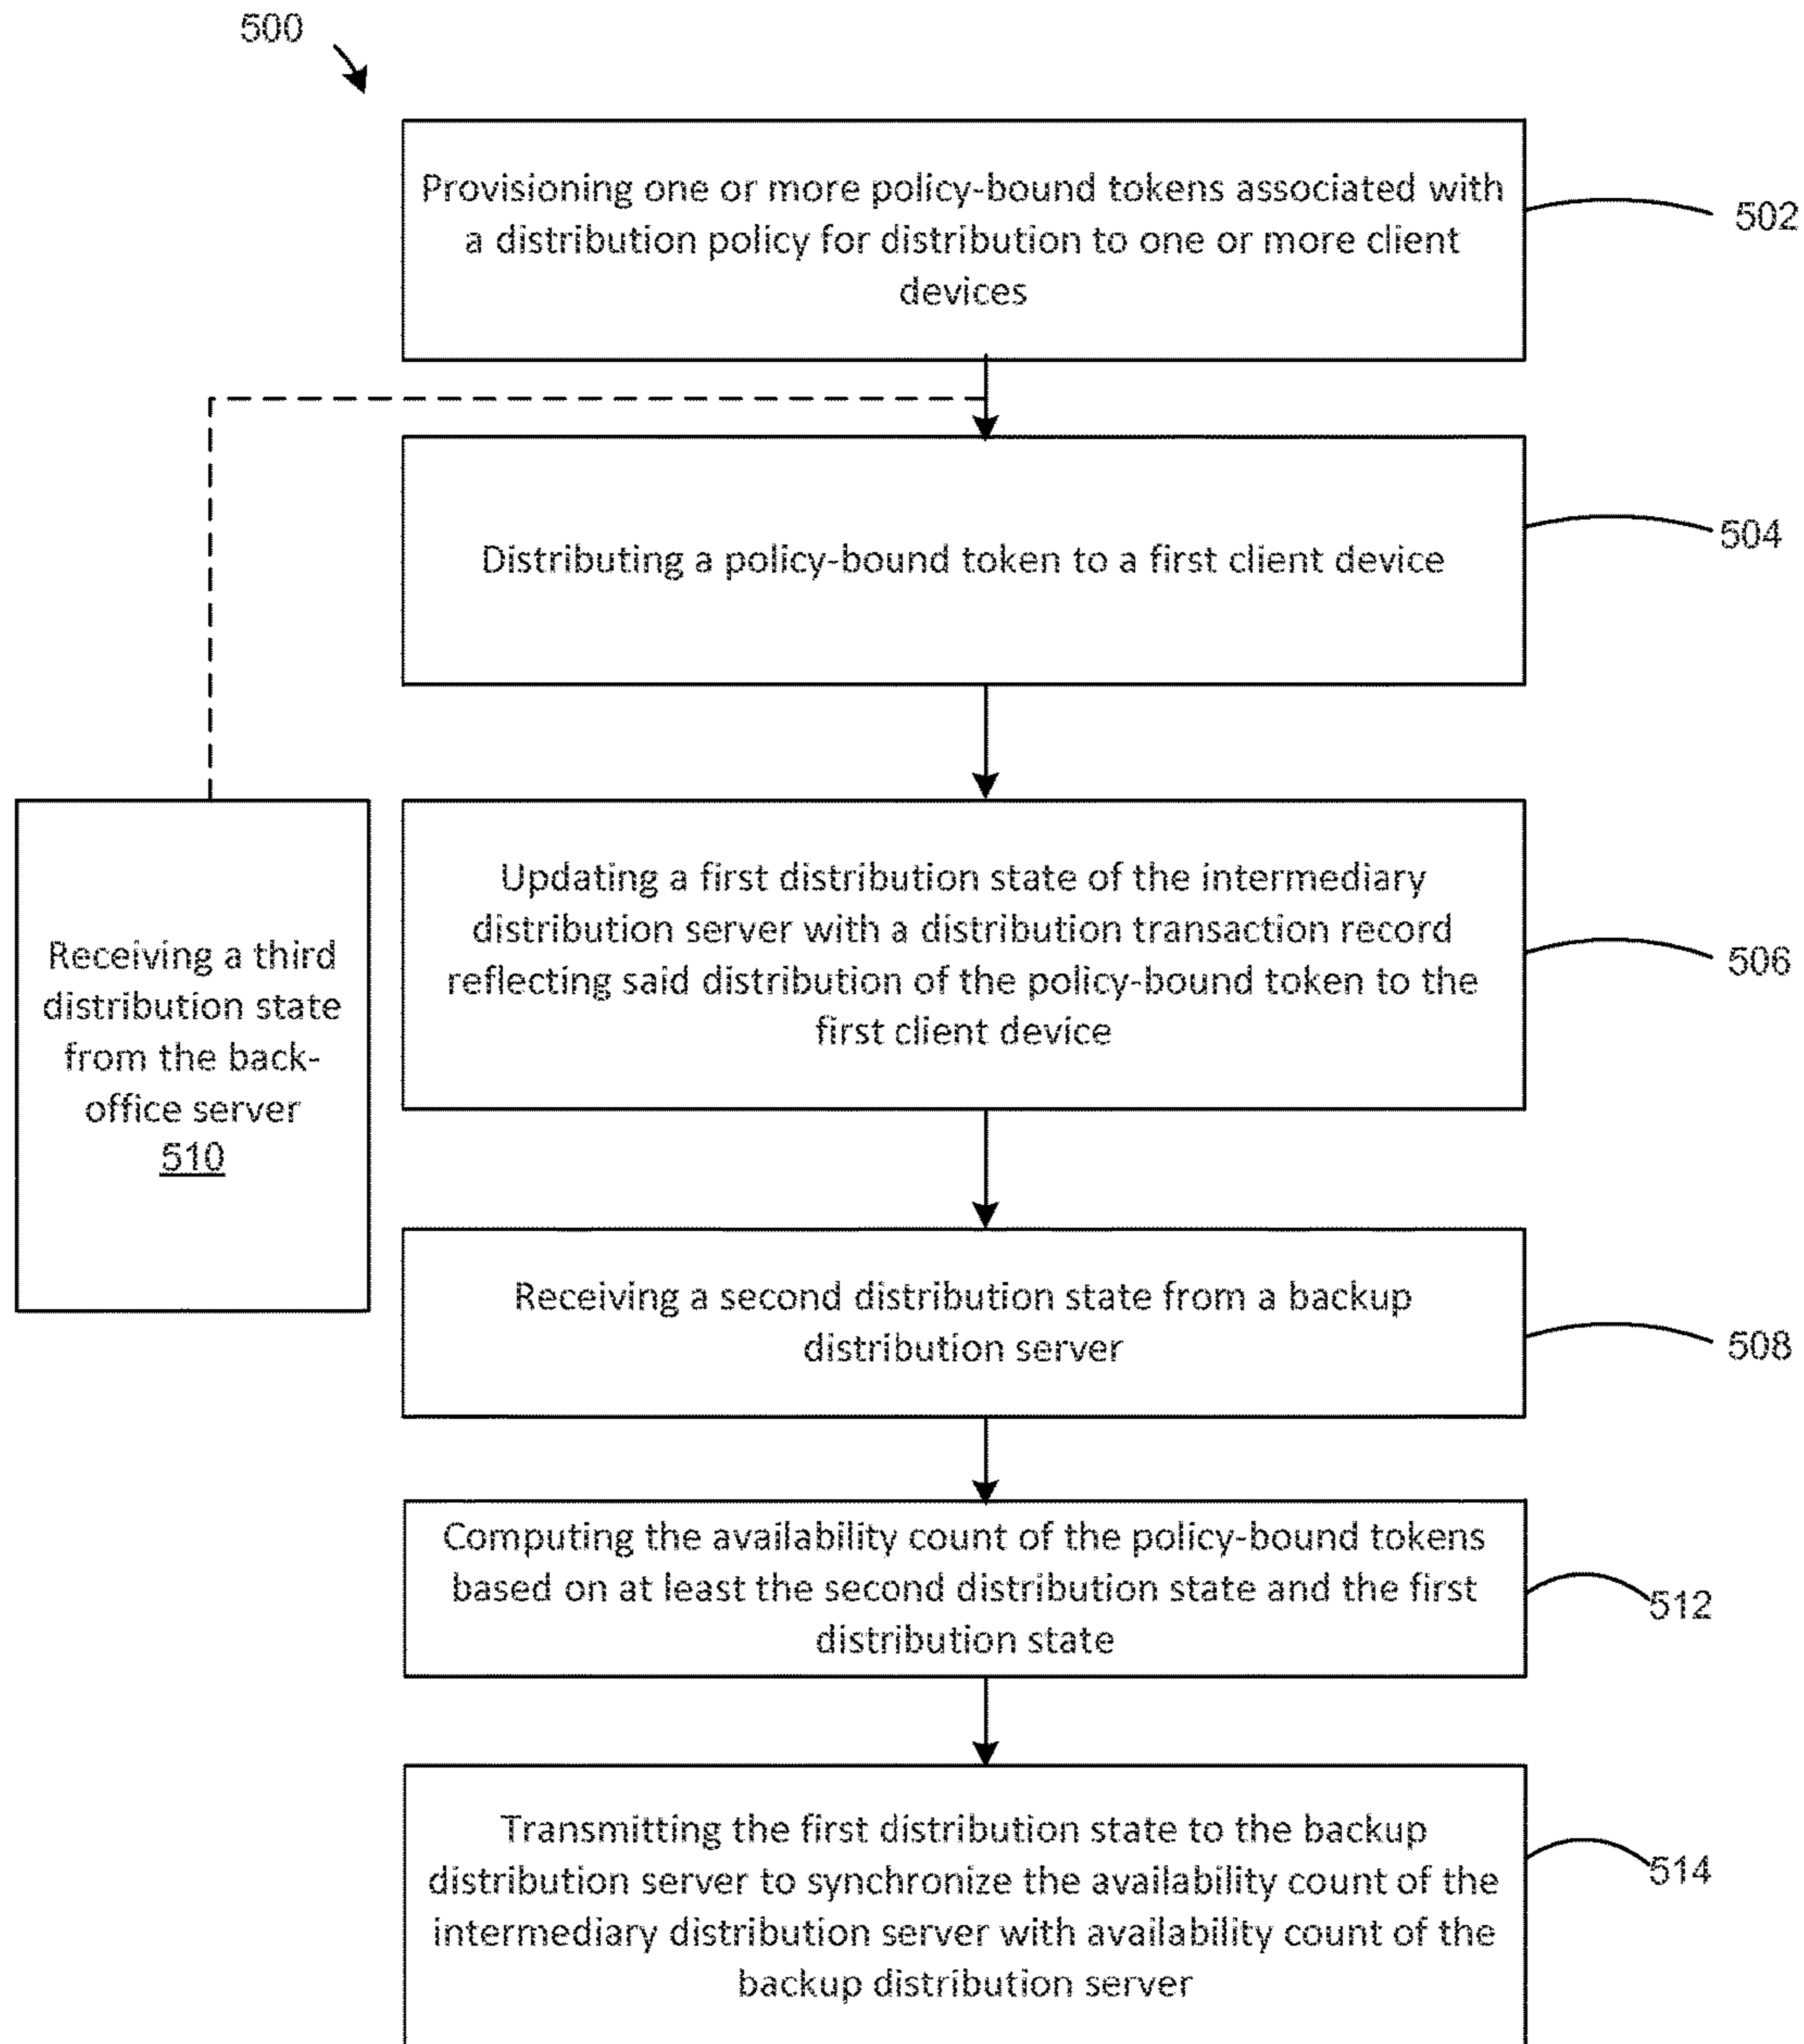 500
Provisioning one or more policy-bound tokens associated with
a distribution policy for distribution to one or more client
devices
502
Distributing a policy-bound token to a first client device
504
Updating a first distribution state of the intermediary
distribution server with a distribution transaction record
reflecting said distribution of the policy-bound token to the
first client device
506
Receiving a third
distribution state
from the back-
office server
510
Receiving a second distribution state from a backup
distribution server
508
Computing the availability count of the policy-bound tokens
based on at least the second distribution state and the first
distribution state
512
Transmitting the first distribution state to the backup
distribution server to synchronize the availability count of the
intermediary distribution server with availability count of the
backup distribution server
514